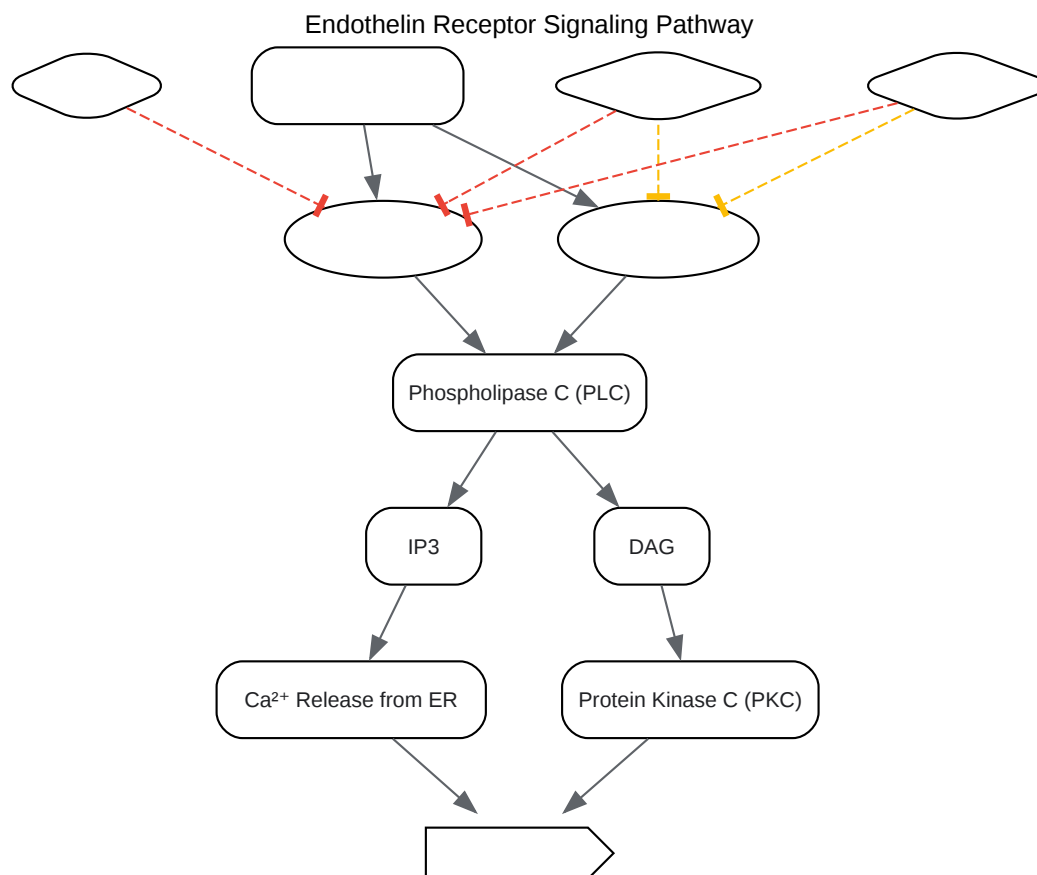 Endothelin Receptor Signaling Pathway
Phospholipase C (PLC)
IP3
DAG
Ca²⁺ Release from ER
Protein Kinase C (PKC)